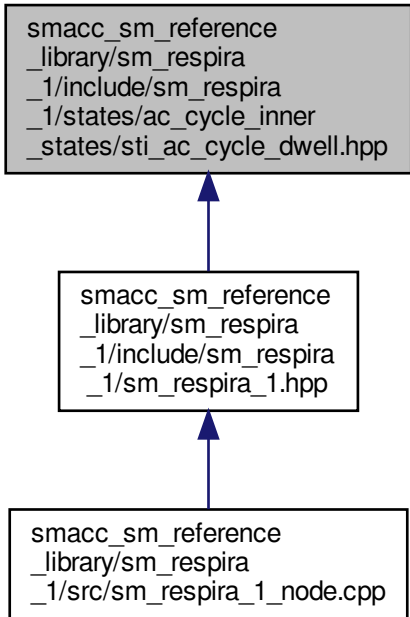 smacc_sm_reference
_library/sm_respira
_1/include/sm_respira
_1/states/ac_cycle_inner
_states/sti_ac_cycle_dwell.hpp
smacc_sm_reference
_library/sm_respira
_1/include/sm_respira
_1/sm_respira_1.hpp
smacc_sm_reference
_library/sm_respira
_1/src/sm_respira_1_node.cpp